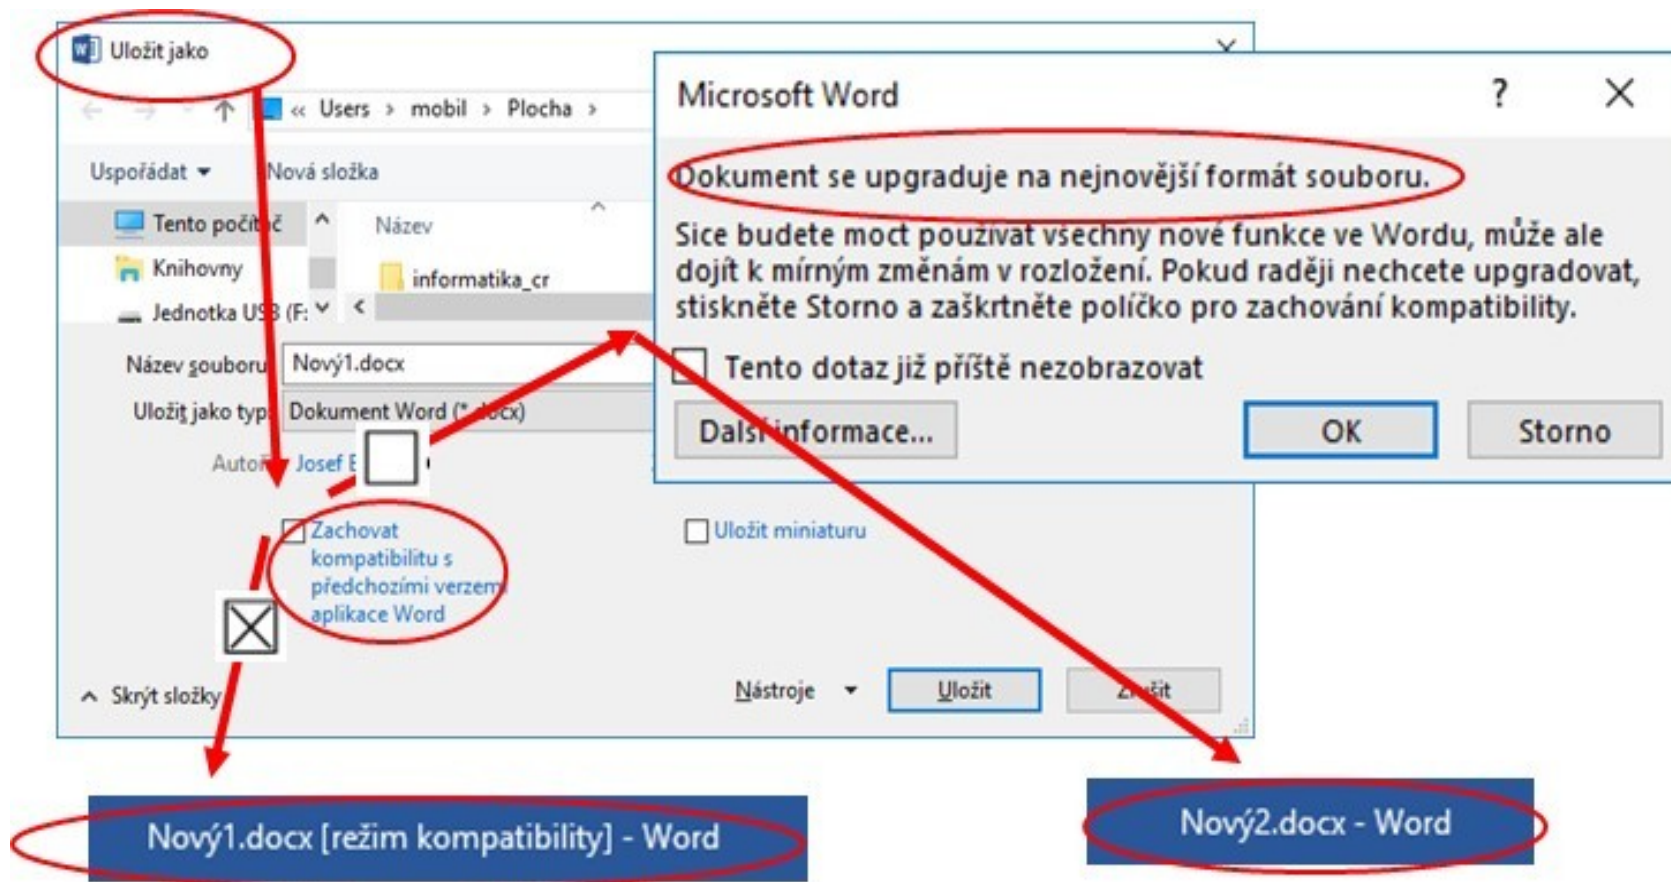 Uložit jako
« Users > mobil > Plocha >
Uspořádat Nová složka
Tento počítač
Název
Knihovny
informatika_cr
Jednotka USB (F:
Název souboru: Nový1.docx
Uložit jako typ: Dokument Word (*.docx)
Josef
Zachovat
kompatibilitu s
předchozími verzemi
aplikace Word
Uložit miniaturu
Skrýt složky
Nástroje
Uložit
Zrušit
Microsoft Word
?
Dokument se upgraduje na nejnovější formát souboru.
Sice budete moct používat všechny nové funkce ve Wordu, může ale
dojít k mírným změnám v rozložení. Pokud raději nechcete upgradovat,
stiskněte Storno a zaškrtněte políčko pro zachování kompatibility.
Tento dotaz již příště nezobrazovat
Další informace...
OK
Storno
Nový1.docx [režim kompatibility] - Word
Nový2.docx - Word